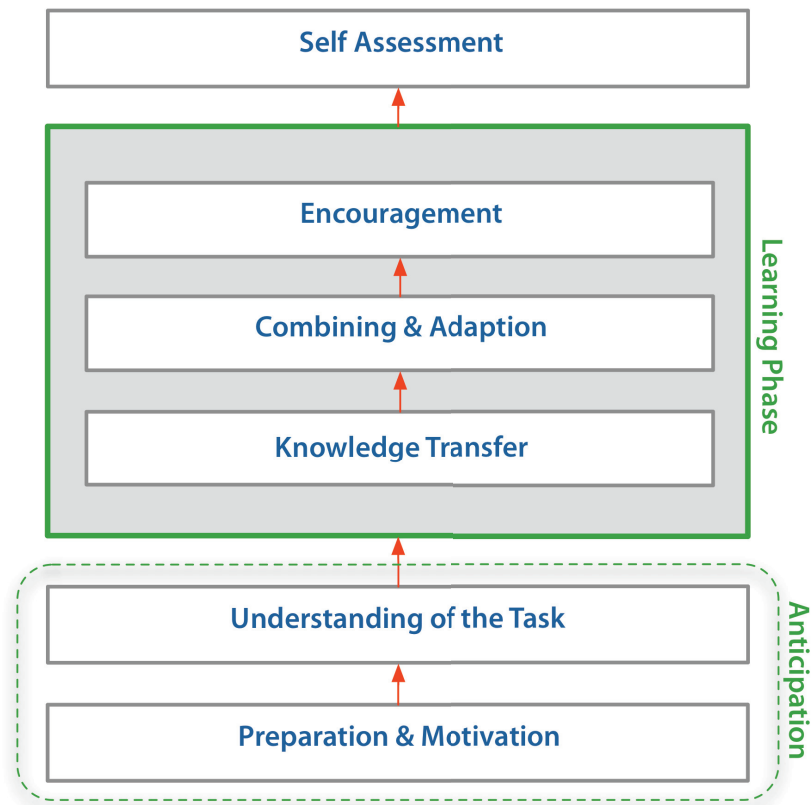 Self Assessment
Encouragement
Combining & Adaption
Knowledge Transfer
Learning Phase
Understanding of the Task
Preparation & Motivation
Anticipation